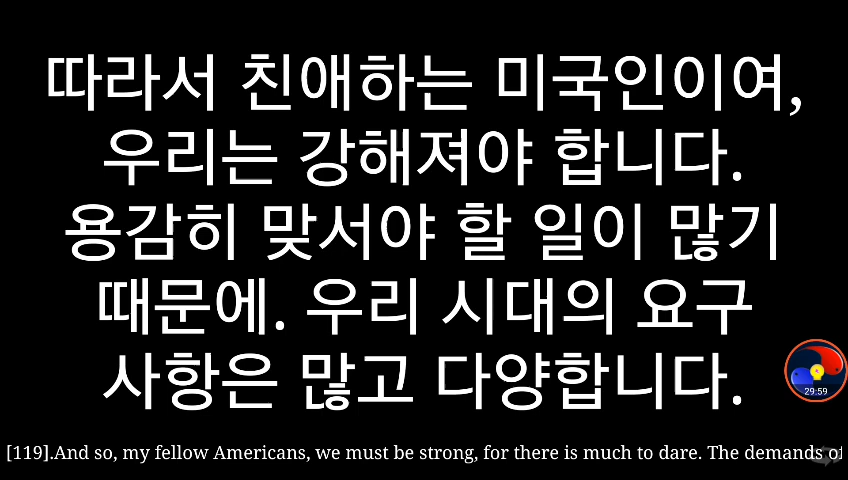 따라서 친애하는 미국인이여,
우리는 강해져야 합니다.
용감히 맞서야 할 일이 많기
때문에. 우리 시대의 요구
사항은 많고 다양합니다.
29:59
[119].And so, my fellow Americans, we must be strong, for there is much to dare. The demands